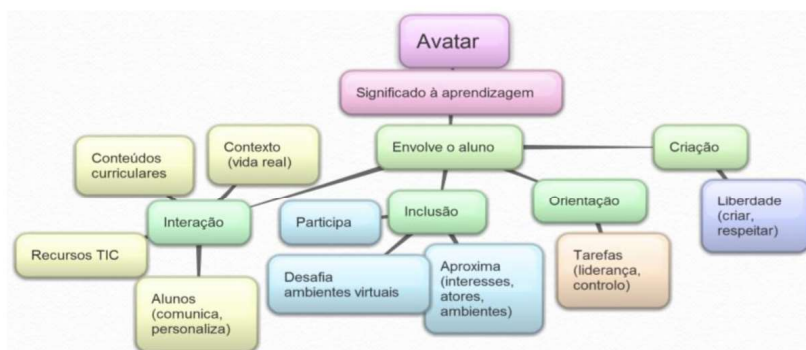 Avatar
Significado à aprendizagem
Envolve o aluno
Criação
Contexto
(vida real)
Conteúdos
curriculares
Interação
Inclusão
Orientação
Liberdade
(criar,
respeitar)
Participa
Recursos TIC
Desafia
ambientes virtuais
Aproxima
(interesses,
atores,
ambientes)
Tarefas
(liderança,
controlo)
Alunos
(comunica,
personaliza)